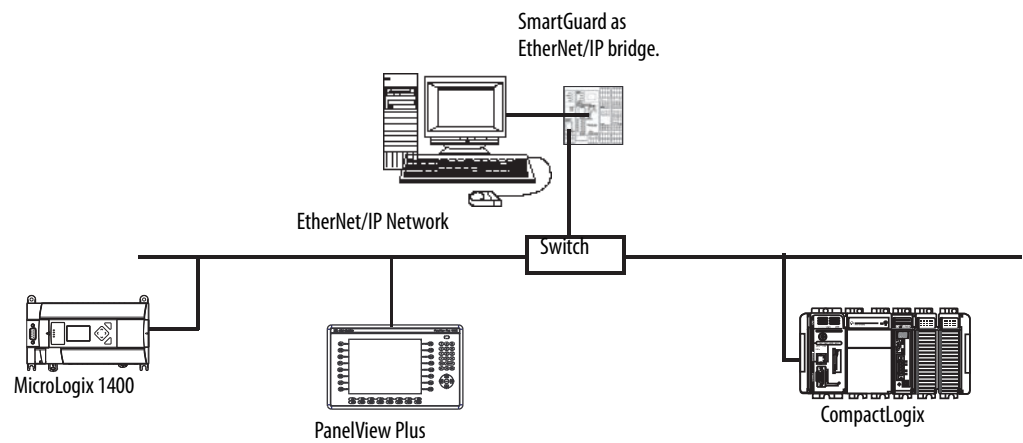 SmartGuard as
EtherNet/IP bridge.
EtherNet/IP Network
Switch
MicroLogix 1400
PanelView Plus
CompactLogix